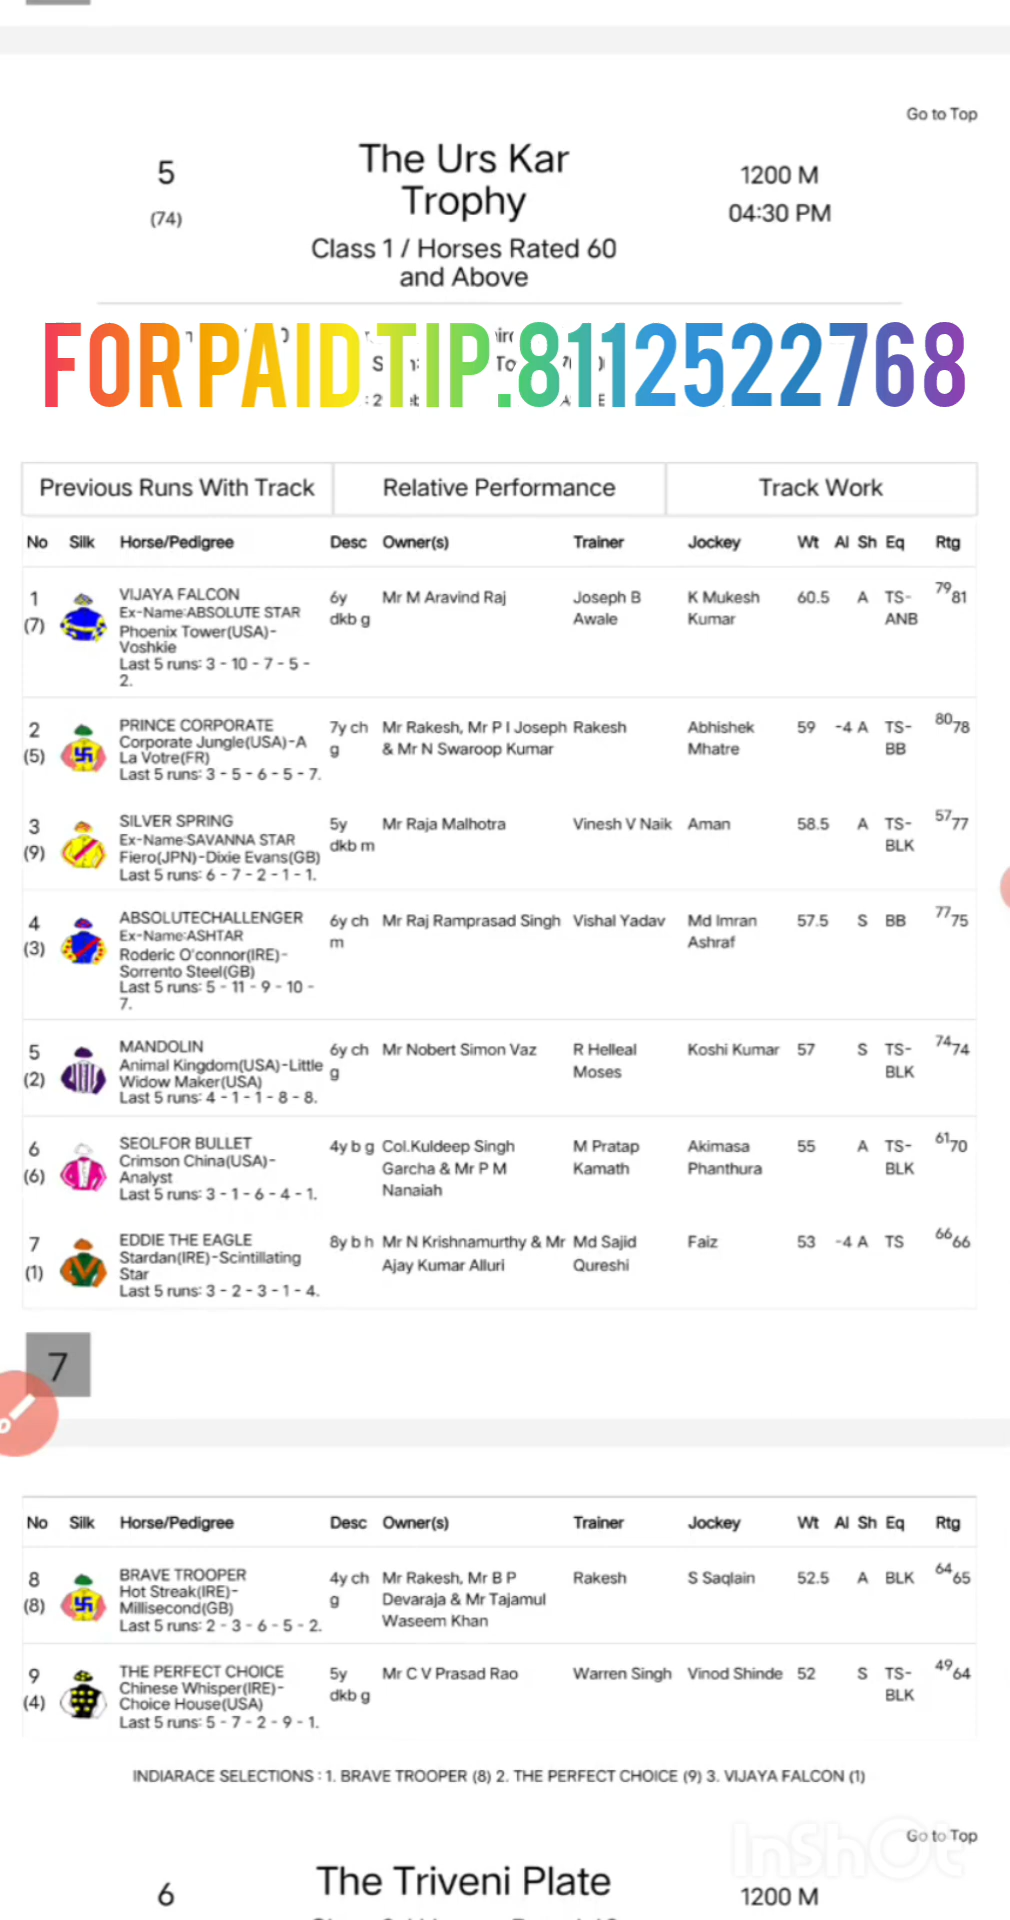 Go to Top
5 The Urs Kar 1200 M
(74) Trophy 04:30 PM
Class 1 / Horses Rated 60
and Above
FOR PAID TIP.8112522768
Previous Runs With Track Relative Performance Track Work
No Silk Horse/Pedigree Desc Owner(s) Trainer Jockey Wt Al Sh Eq Rtg
1 VIJAYA FALCON 6y Mr M Aravind Raj Joseph B K Mukesh 60.5 A TS- 79 81
(7) Ex-Name:ABSOLUTE STAR dkb g Awale Kumar ANB
Phoenix Tower(USA)-
Voshkie
Last 5 runs: 3 - 10 - 7 - 5 -
2.
2 PRINCE CORPORATE 7y ch Mr Rakesh, Mr P I Joseph Rakesh Abhishek 59 -4 A TS- 80 78
(5) Corporate Jungle(USA)-A g & Mr N Swaroop Kumar Mhatre BB
La Votre(FR)
Last 5 runs: 3 - 5 - 6 - 5 - 7.
3 SILVER SPRING 5y Mr Raja Malhotra Vinesh V Naik Aman 58.5 A TS- 57 77
(9) Ex-Name:SAVANNA STAR dkb m BLK
Fiero(JPN)-Dixie Evans(GB)
Last 5 runs: 6 - 7 - 2 - 1 - 1.
4 ABSOLUTECHALLENGER 6y ch Mr Raj Ramprasad Singh Vishal Yadav Md Imran 57.5 S BB 77 75
(3) Ex-Name:ASHTAR m Ashraf
Roderic O'connor(IRE)-
Sorrento Steel(GB)
Last 5 runs: 5 - 11 - 9 - 10 -
7.
5 MANDOLIN 6y ch Mr Nobert Simon Vaz R Helleal Koshi Kumar 57 S TS- 74 74
(2) Animal Kingdom(USA)-Little g Moses BLK
Widow Maker(USA)
Last 5 runs: 4 - 1 - 1 - 8 - 8.
6 SEOLFOR BULLET 4y b g Col.Kuldeep Singh M Pratap Akimasa 55 A TS- 61 70
(6) Crimson China(USA)- Garcha & Mr P M Kamath Phanthura BLK
Analyst Nanaiah
Last 5 runs: 3 - 1 - 6 - 4 - 1.
7 EDDIE THE EAGLE 8y b h Mr N Krishnamurthy & Mr Md Sajid Faiz 53 -4 A TS 66 66
(1) Stardan(IRE)-Scintillating Ajay Kumar Alluri Qureshi
Star
Last 5 runs: 3 - 2 - 3 - 1 - 4.
7
No Silk Horse/Pedigree Desc Owner(s) Trainer Jockey Wt Al Sh Eq Rtg
8 BRAVE TROOPER 4y ch Mr Rakesh, Mr B P Rakesh S Saqlain 52.5 A BLK 64 65
(8) Hot Streak(IRE)- g Devaraja & Mr Tajamul
Millisecond(GB) Waseem Khan
Last 5 runs: 2 - 3 - 6 - 5 - 2.
9 THE PERFECT CHOICE 5y Mr C V Prasad Rao Warren Singh Vinod Shinde 52 S TS- 49 64
(4) Chinese Whisper(IRE)- dkb g BLK
Choice House(USA)
Last 5 runs: 5 - 7 - 2 - 9 - 1.
INDIARACE SELECTIONS : 1. BRAVE TROOPER (8) 2. THE PERFECT CHOICE (9) 3. VIJAYA FALCON (1)
InShOt
Go to Top
6 The Triveni Plate 1200 M